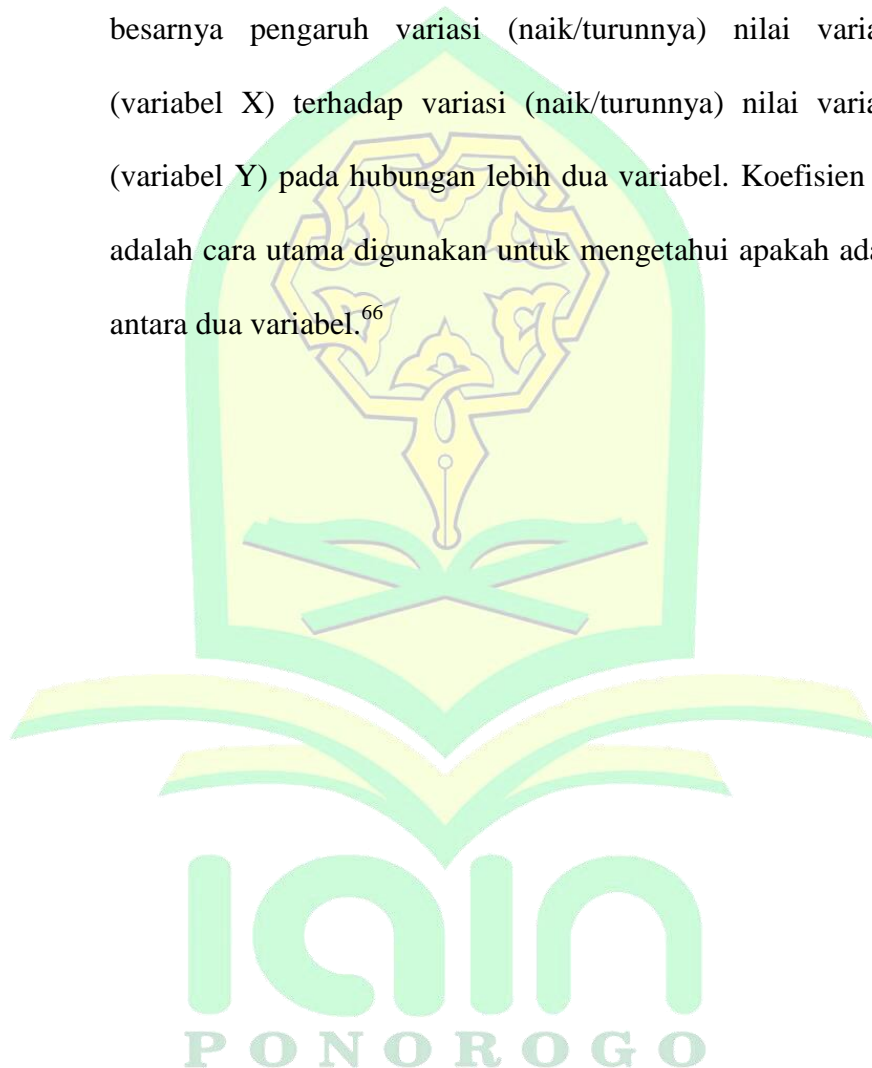 besarnya pengaruh variasi (naik/turunnya) nilai varia
(variabel X) terhadap variasi (naik/turunnya) nilai varia
(variabel Y) pada hubungan lebih dua variabel. Koefisien
adalah cara utama digunakan untuk mengetahui apakah ada
antara dua variabel.66
iain
PONOROGO